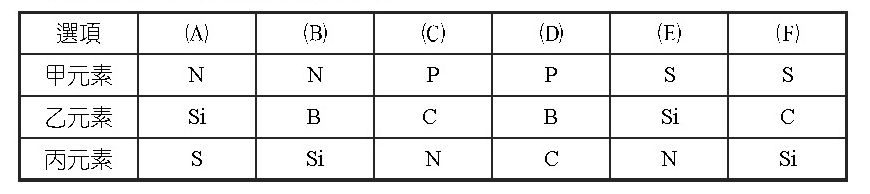 選項 (A) (B) (C) (D) (E) (F)
甲元素 N N P P S S
乙元素 Si B C B Si C
丙元素 S Si N C N Si